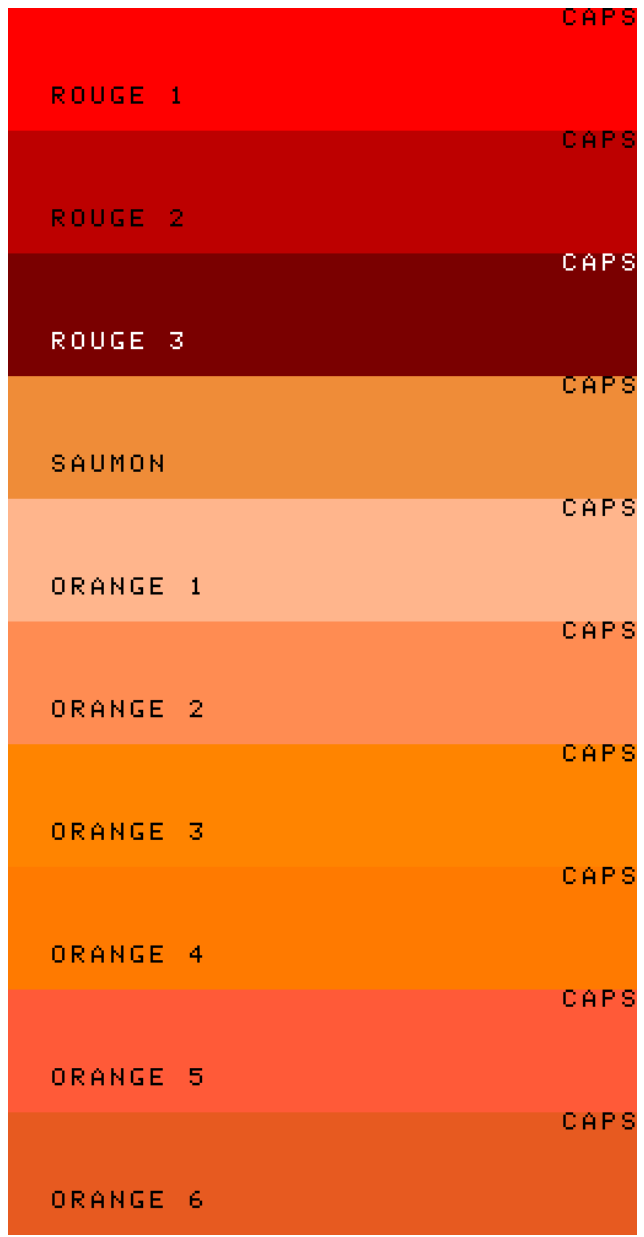 CAPS
ROUGE 1
CAPS
ROUGE 2
CAPS
ROUGE 3
CAPS
SAUMON
CAPS
ORANGE 1
CAPS
ORANGE 2
CAPS
ORANGE 3
CAPS
ORANGE 4
CAPS
ORANGE 5
CAPS
ORANGE 6